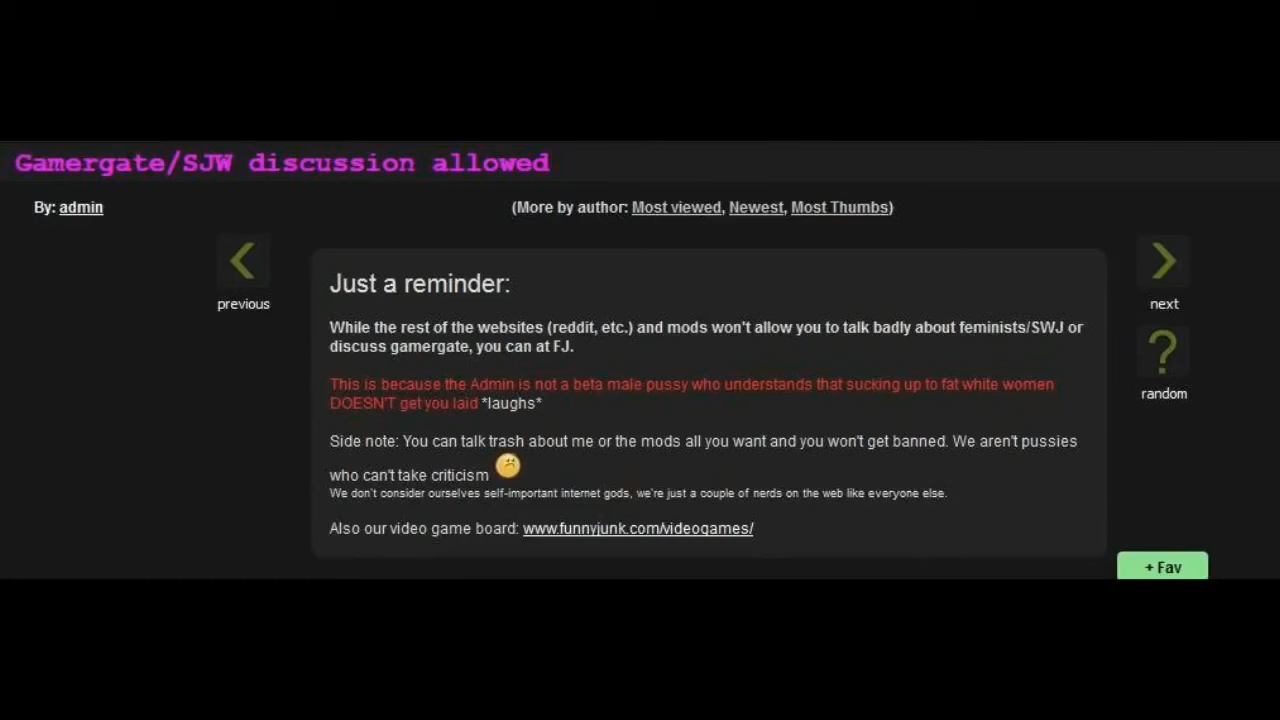 Gamergate/SJW discussion allowed
By: admin
(More by author: Most viewed, Newest, Most Thumbs)
previous
next
random
Just a reminder:
While the rest of the websites (reddit, etc.) and mods won't allow you to talk badly about feminists/SWJ or
discuss gamergate, you can at FJ.
This is because the Admin is not a beta male pussy who understands that sucking up to fat white women
DOESN'T get you laid *laughs*
Side note: You can talk trash about me or the mods all you want and you won't get banned. We aren't pussies
who can't take criticism
We don't consider ourselves self-important internet gods, we're just a couple of nerds on the web like everyone else.
Also our video game board: www.funnyjunk.com/videogames/
+ Fav